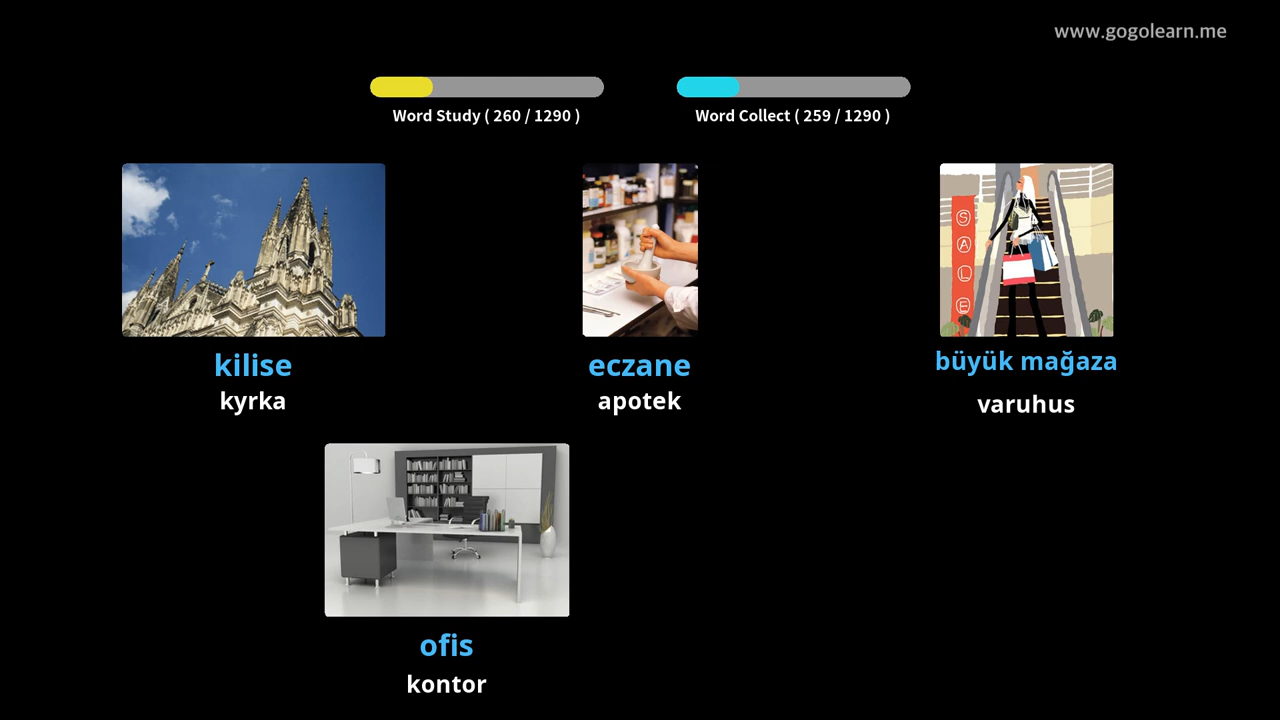 www.gogolearn.me
Word Study ( 260 / 1290 )
Word Collect ( 259 / 1290 )
SALE
kilise
kyrka
eczane
apotek
büyük mağaza
varuhus
ofis
kontor